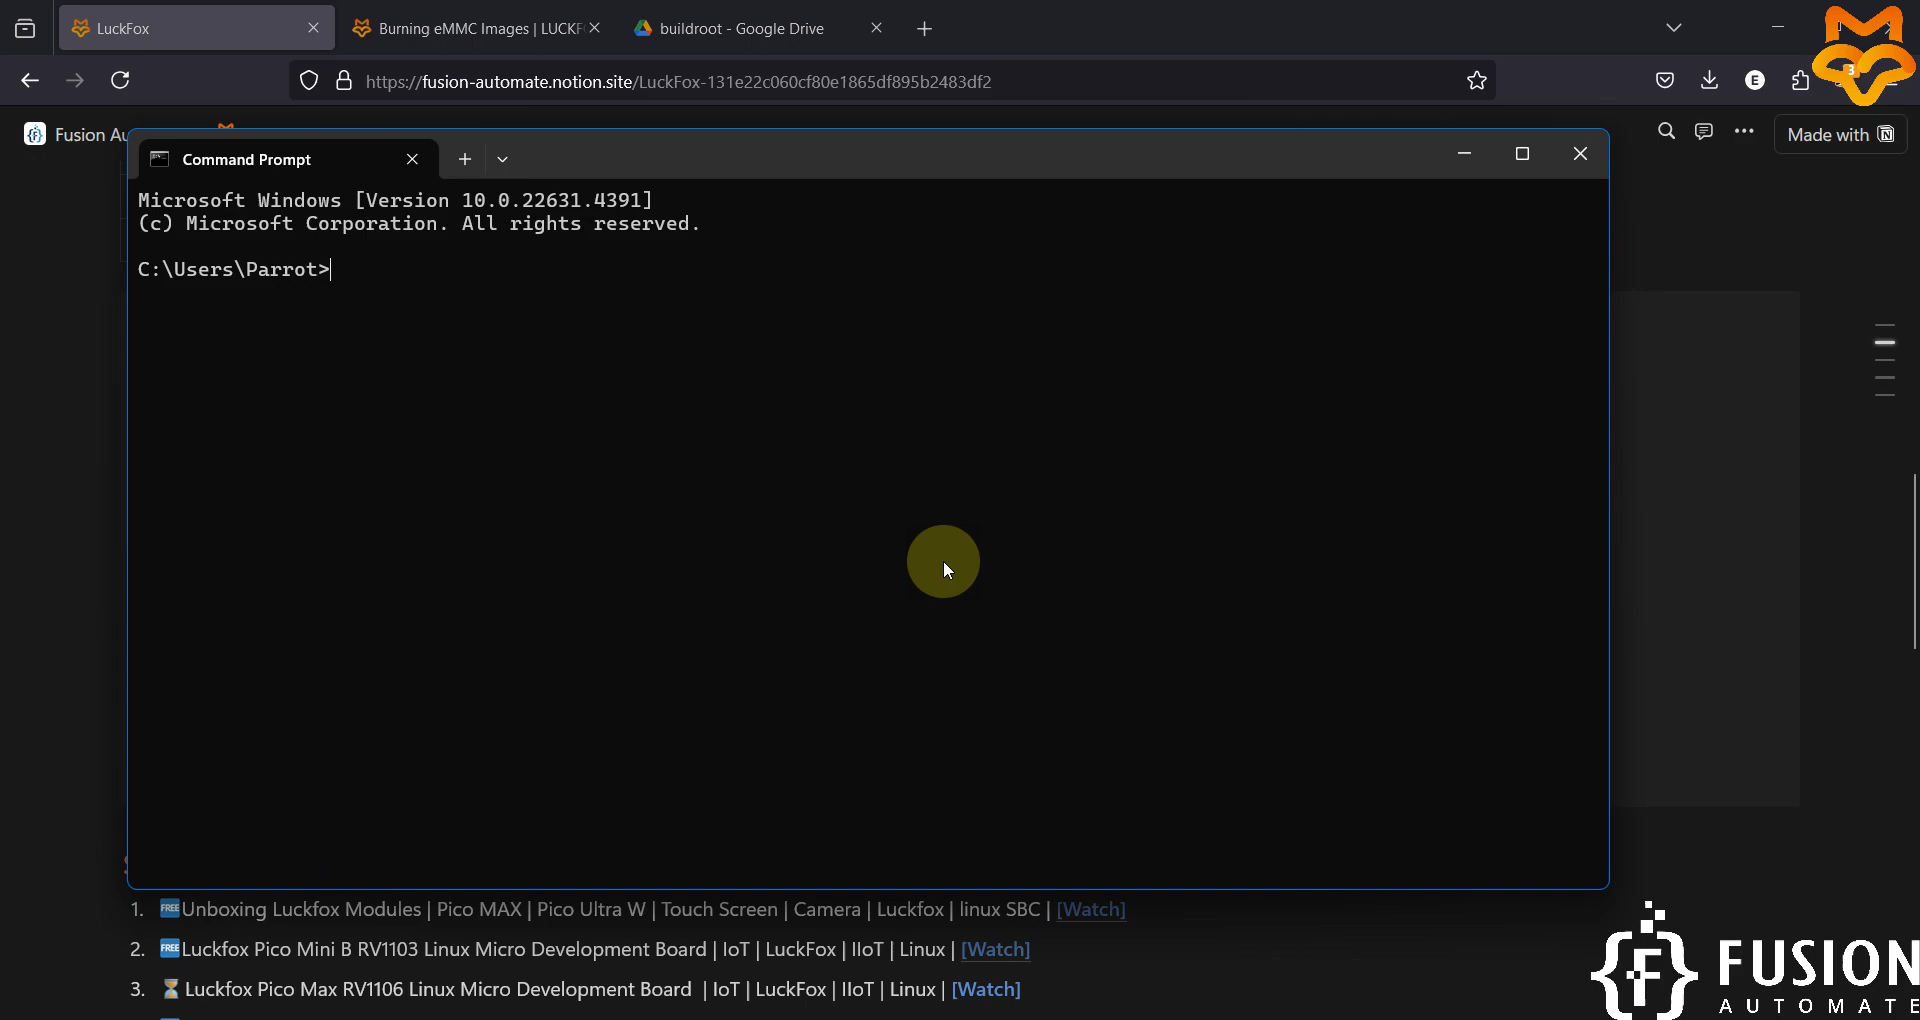 LuckFox
Burning eMMC Images | LUCKF
buildroot - Google Drive
https://fusion-automate.notion.site/LuckFox-131e22c060cf80e1865df895b2483df2
E
3
Fusion Au
Made with
Command Prompt
Microsoft Windows [Version 10.0.22631.4391]
(c) Microsoft Corporation. All rights reserved.
C:\Users\Parrot>
1. FREE Unboxing Luckfox Modules | Pico MAX | Pico Ultra W | Touch Screen | Camera | Luckfox | linux SBC | [Watch]
2. FREE Luckfox Pico Mini B RV1103 Linux Micro Development Board | IoT | LuckFox | IIoT | Linux | [Watch]
3. ⏳ Luckfox Pico Max RV1106 Linux Micro Development Board | IoT | LuckFox | IIoT | Linux | [Watch]
FUSION
AUTOMATE